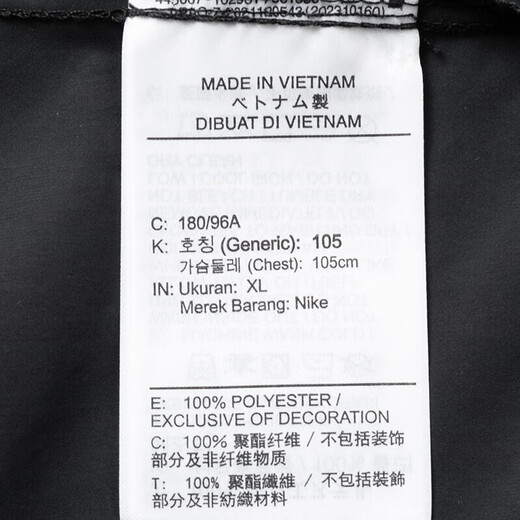 MADE IN VIETNAM
ベトナム製
DIBUAT DI VIETNAM
C: 180/96A
K: 호칭 (Generic): 105
가슴둘레 (Chest): 105cm
IN: Ukuran: XL
Merek Barang: Nike
E: 100% POLYESTER /
EXCLUSIVE OF DECORATION
C: 100% 聚酯纤维 / 不包括装饰
部分及非纤维物质
T: 100% 聚酯纖維 / 不包括裝飾
部分及非紡織材料